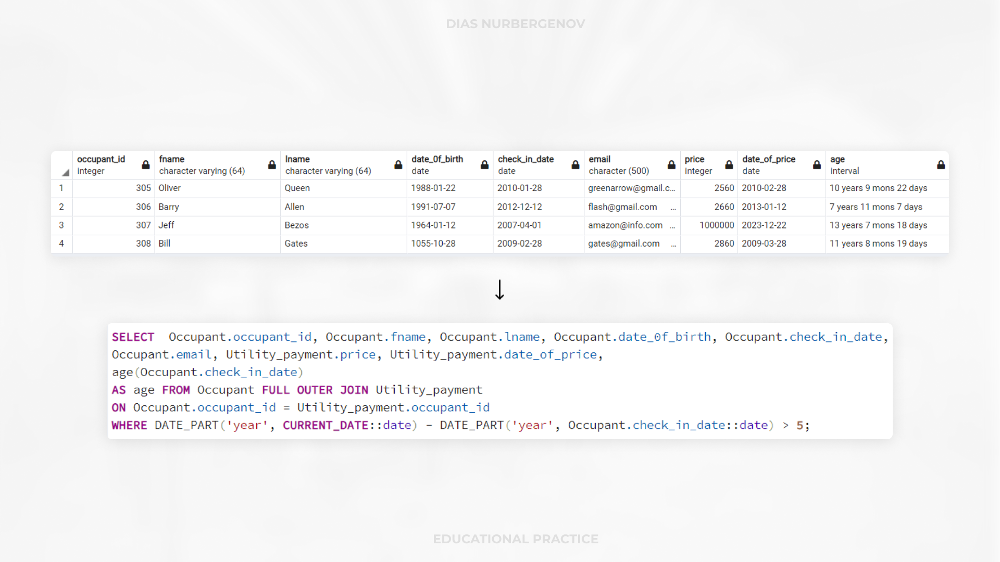 DIAS NURBERGENOV
occupant_id fname lname date_0f_birth check_in_date email price date_of_price age
integer character varying (64) character varying (64) date date character (500) integer date interval
1 305 Oliver Queen 1988-01-22 2010-01-28 greenarrow@gmail.c... 2560 2010-02-28 10 years 9 mons 22 days
2 306 Barry Allen 1991-07-07 2012-12-12 flash@gmail.com ... 2660 2013-01-12 7 years 11 mons 7 days
3 307 Jeff Bezos 1964-01-12 2007-04-01 amazon@info.com ... 1000000 2023-12-22 13 years 7 mons 18 days
4 308 Bill Gates 1055-10-28 2009-02-28 gates@gmail.com ... 2860 2009-03-28 11 years 8 mons 19 days
SELECT Occupant.occupant_id, Occupant.fname, Occupant.lname, Occupant.date_0f_birth, Occupant.check_in_date,
Occupant.email, Utility_payment.price, Utility_payment.date_of_price,
age(Occupant.check_in_date)
AS age FROM Occupant FULL OUTER JOIN Utility_payment
ON Occupant.occupant_id = Utility_payment.occupant_id
WHERE DATE_PART('year', CURRENT_DATE::date) - DATE_PART('year', Occupant.check_in_date::date) > 5;
EDUCATIONAL PRACTICE